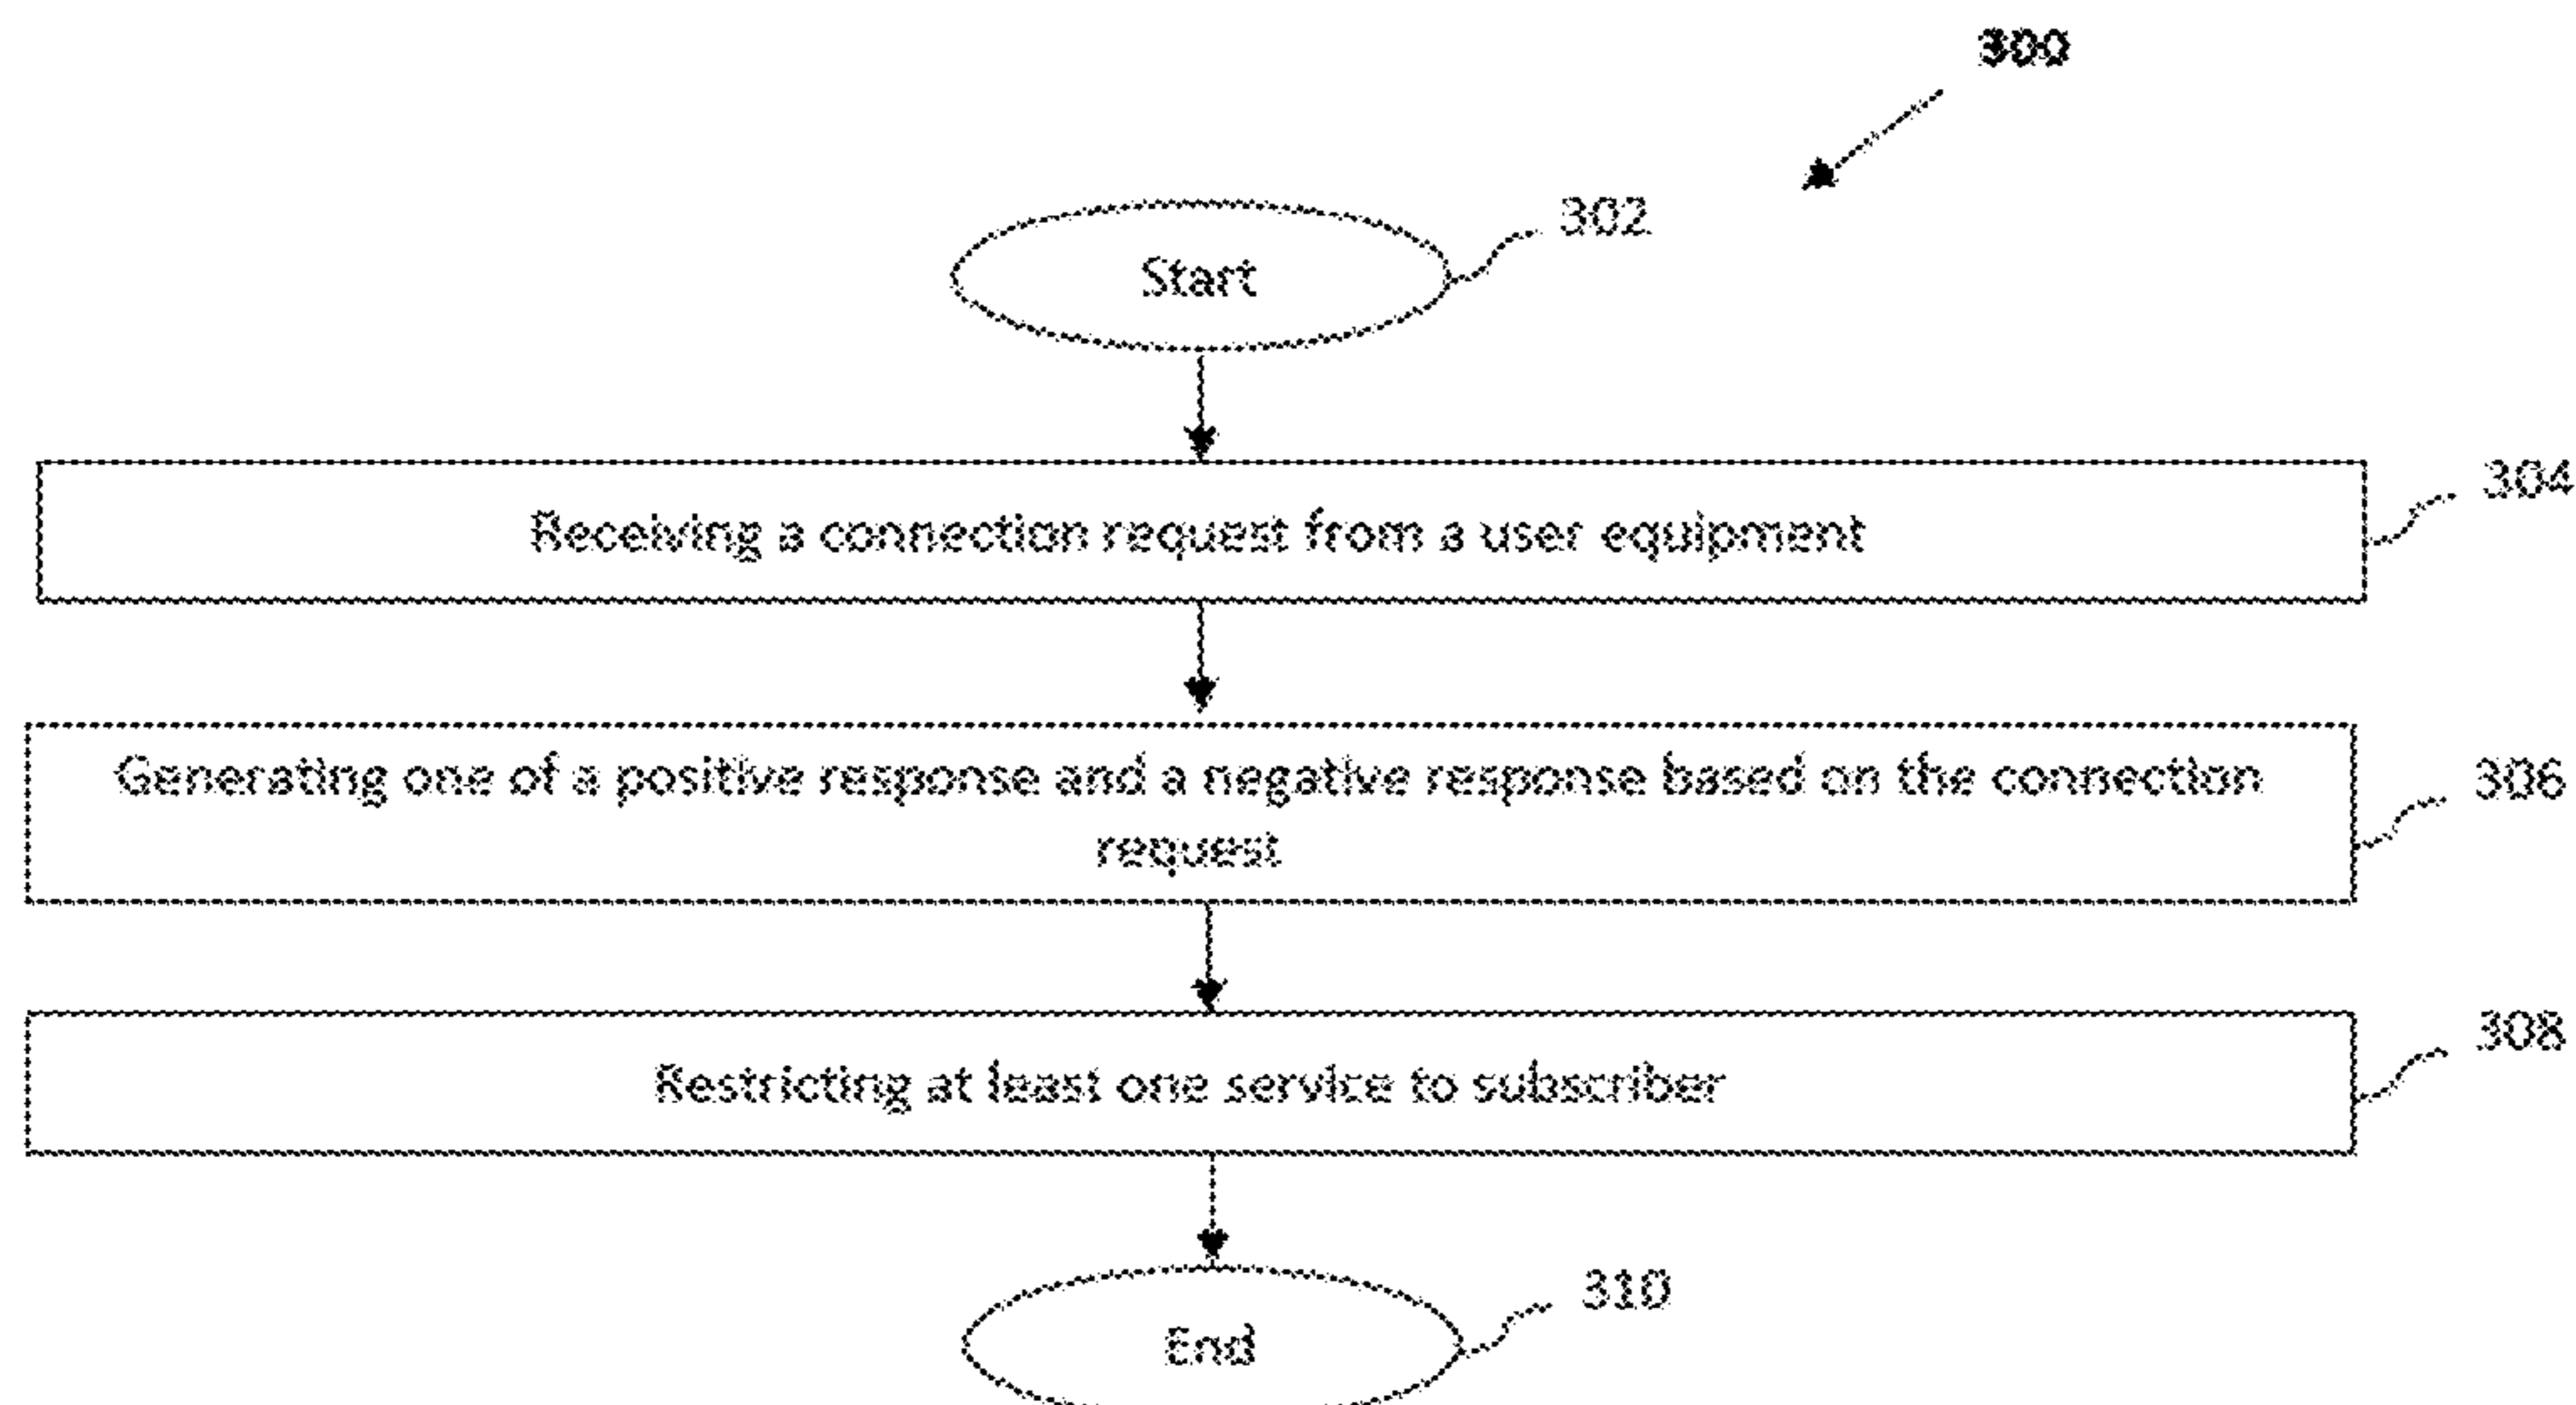 300
302
Start
304
Receiving a connection request from a user equipment
306
Generating one of a positive response and a negative response based on the connection
request
308
Restricting at least one service to subscriber
310
End